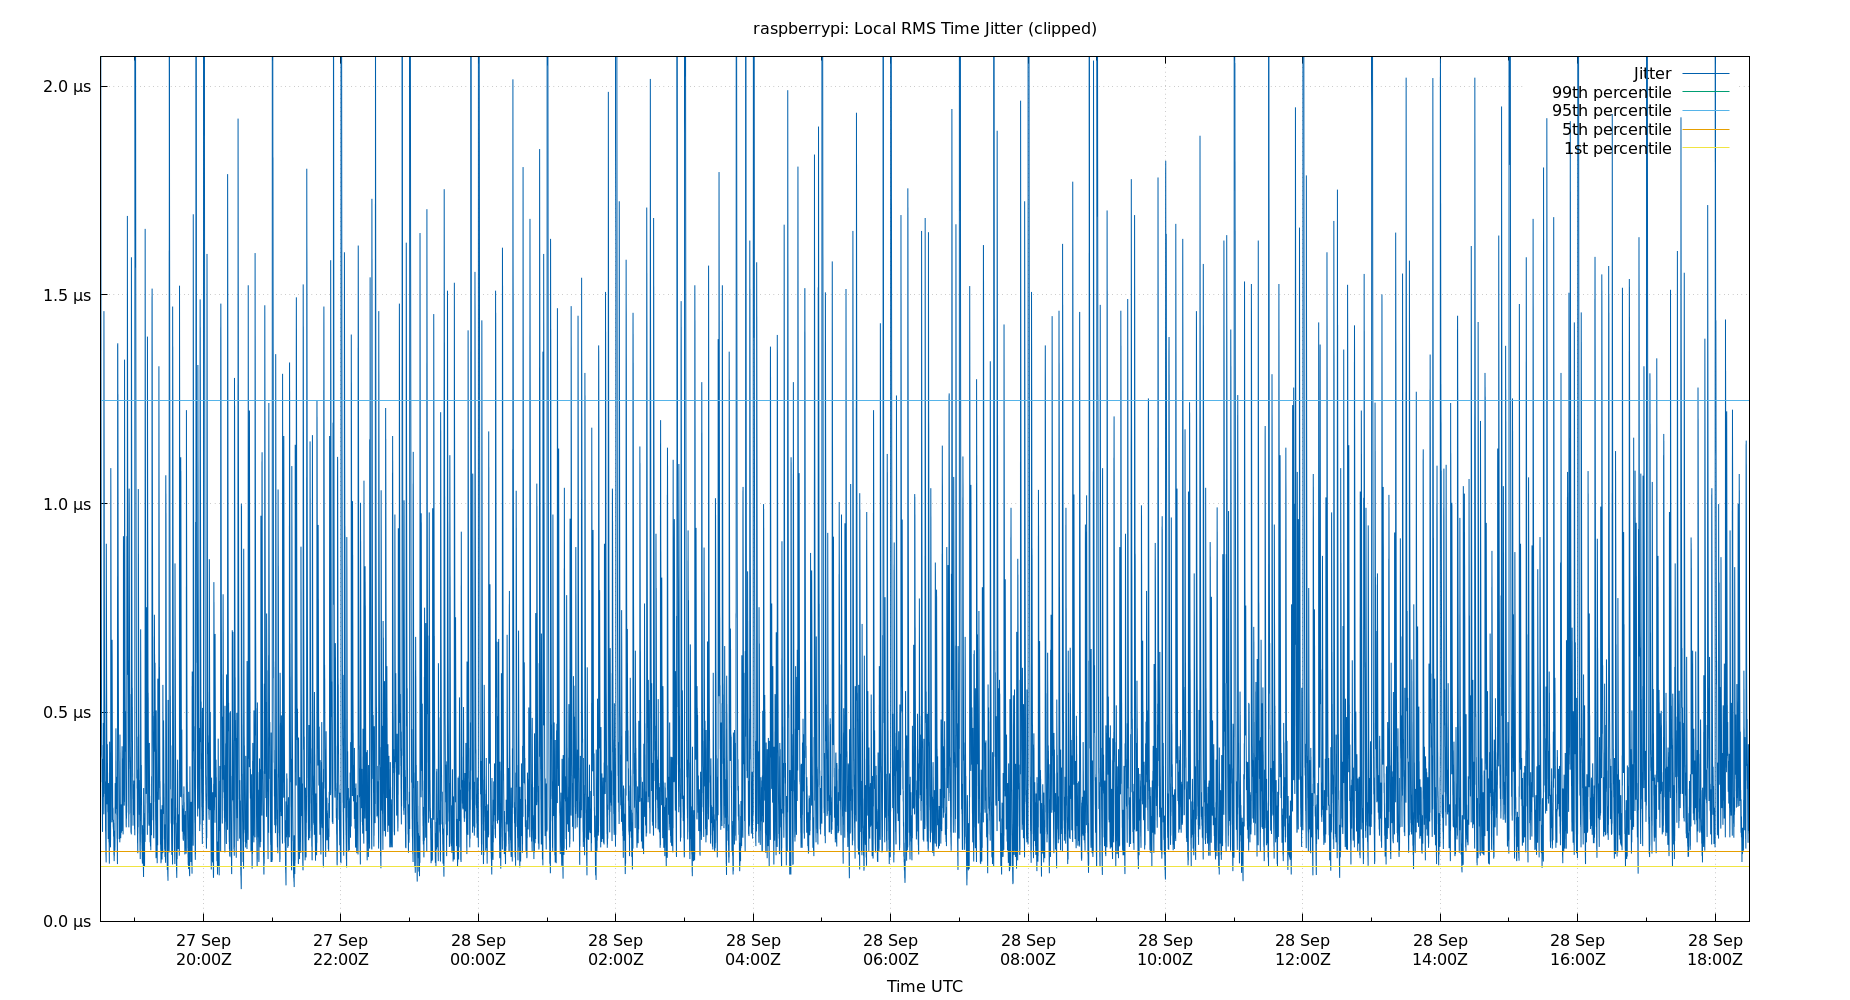 raspberrypi: Local RMS Time Jitter (clipped)
2.0 µs
1.5 µs
1.0 µs
0.5 µs
0.0 µs
Jitter
99th percentile
95th percentile
5th percentile
1st percentile
27 Sep 27 Sep 28 Sep 28 Sep 28 Sep 28 Sep 28 Sep 28 Sep 28 Sep 28 Sep 28 Sep 28 Sep
20:00Z 22:00Z 00:00Z 02:00Z 04:00Z 06:00Z 08:00Z 10:00Z 12:00Z 14:00Z 16:00Z 18:00Z
Time UTC